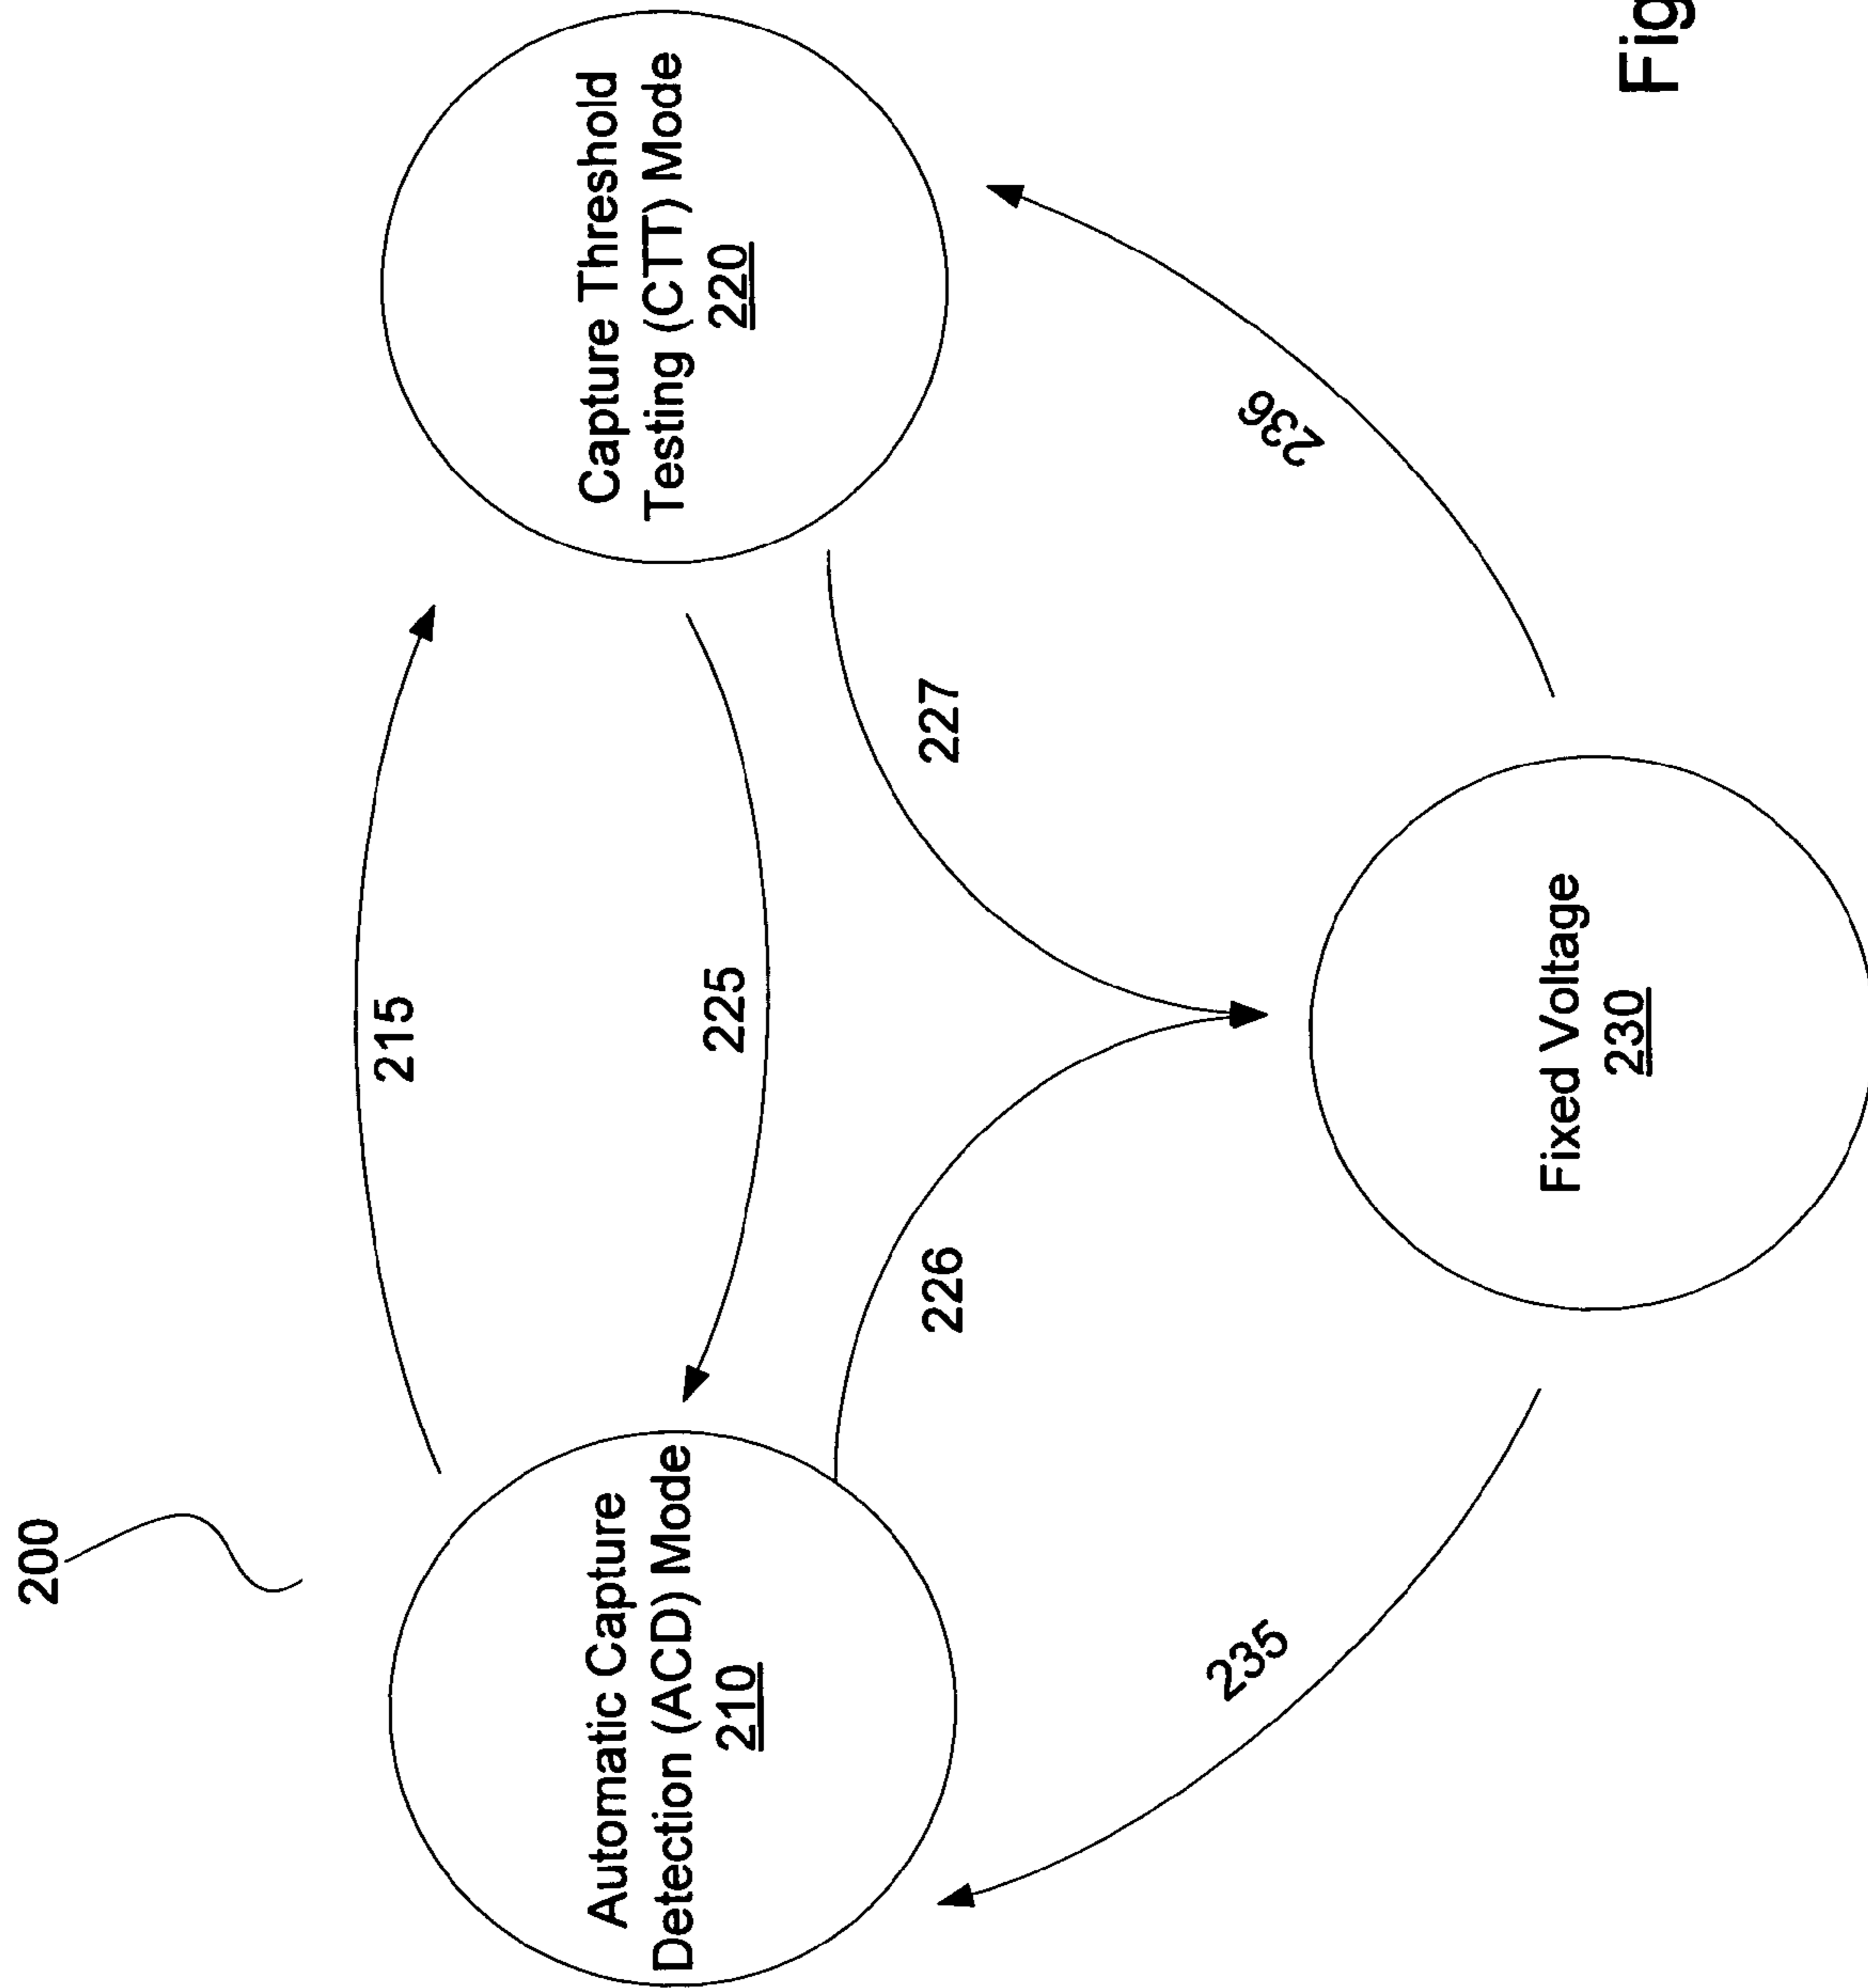 200
215
Automatic Capture
Detection (ACD) Mode
210
Capture Threshold
Testing (CTT) Mode
220
225
226
227
235
236
Fixed Voltage
230
Fig